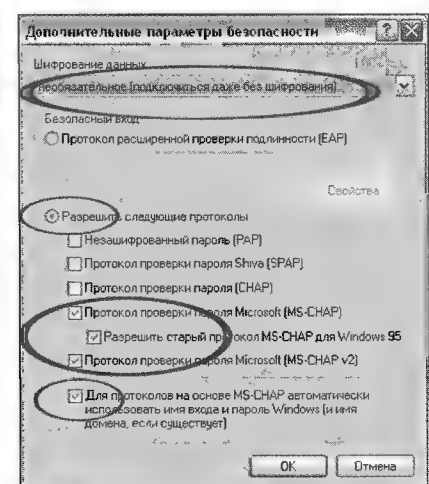 Дополнительные параметры безопасности
Шифрование данных
необязательное (подключиться даже без шифрования)
Безопасный вход
Протокол расширенной проверки подлинности (EAP)
Свойства
Разрешить следующие протоколы
Незашифрованный пароль (PAP)
Протокол проверки пароля Shiva (SPAP)
Протокол проверки пароля (CHAP)
Протокол проверки пароля Microsoft (MS-CHAP)
Разрешить старый протокол MS-CHAP для Windows 95
Протокол проверки пароля Microsoft (MS-CHAP v2)
Для протоколов на основе MS-CHAP автоматически
использовать имя входа и пароль Windows (и имя
домена, если существует)
OK Отмена